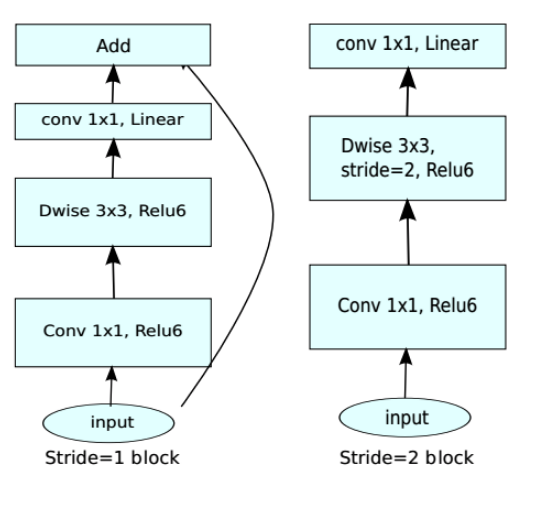 Add
conv 1x1, Linear
Dwise 3x3, Relu6
Conv 1x1, Relu6
input
Stride=1 block
conv 1x1, Linear
Dwise 3x3,
stride=2, Relu6
Conv 1x1, Relu6
input
Stride=2 block